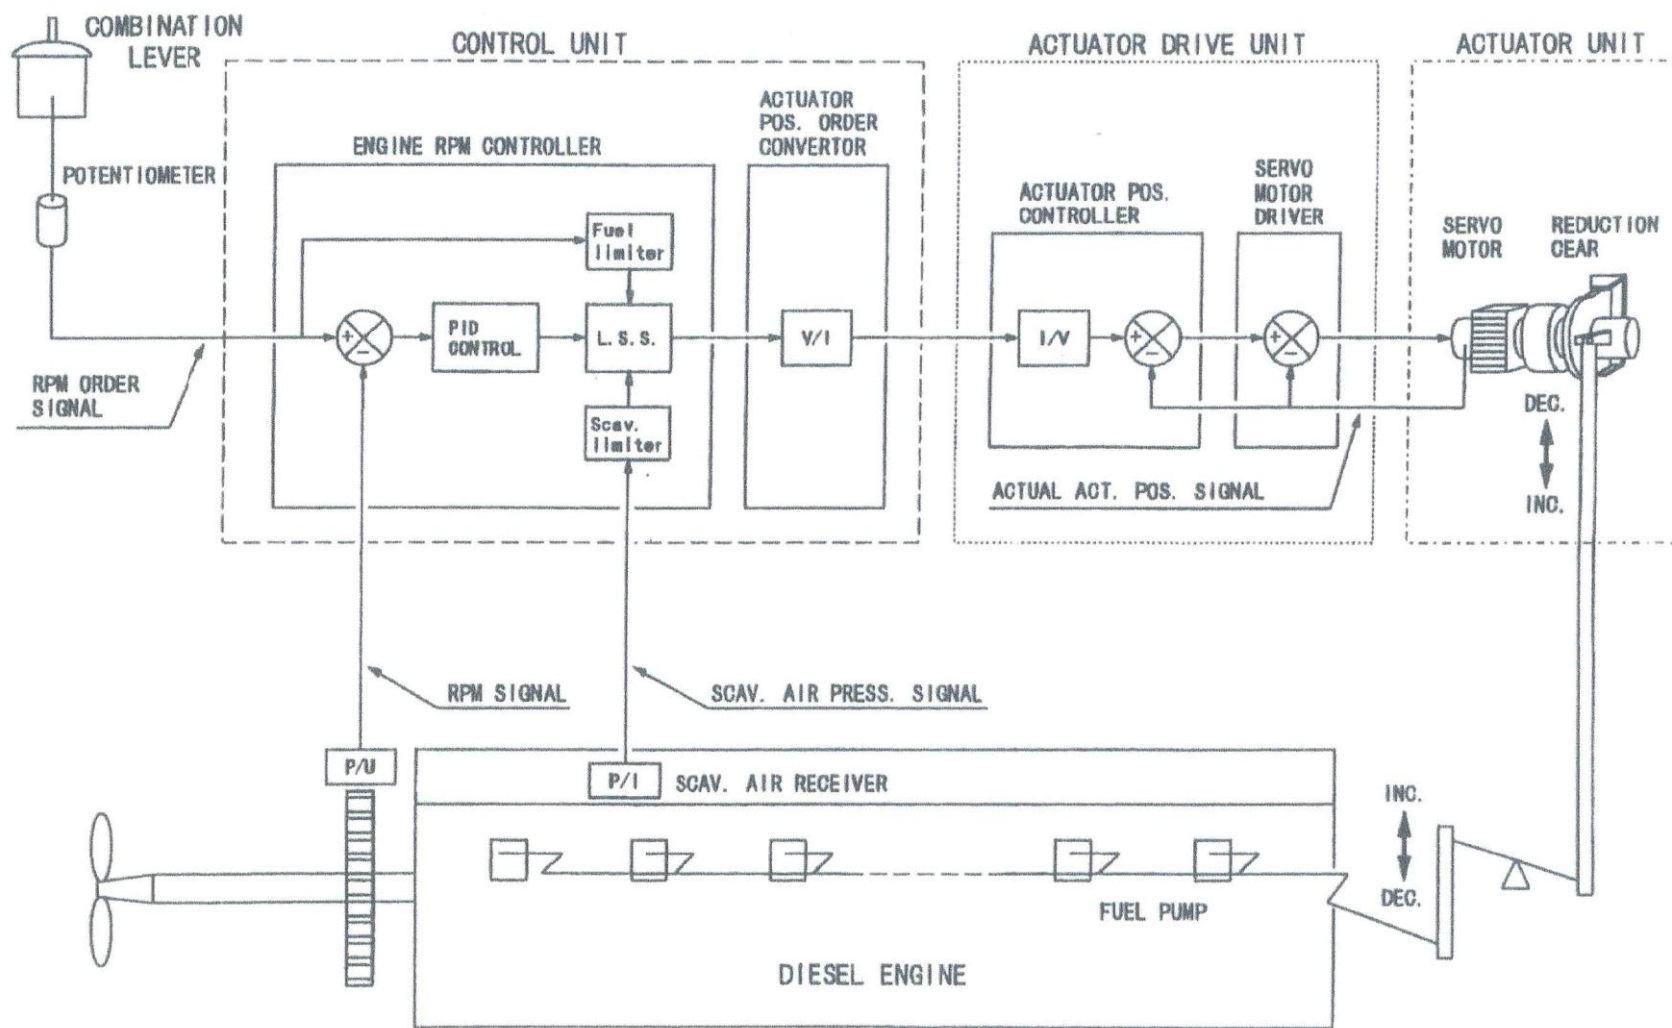 COMBINATION
LEVER
CONTROL UNIT
ACTUATOR DRIVE UNIT
ACTUATOR UNIT
ACTUATOR
POS. ORDER
CONVERTOR
ENGINE RPM CONTROLLER
POTENTIOMETER
SERVO
MOTOR
DRIVER
ACTUATOR POS.
CONTROLLER
SERVO
MOTOR
REDUCTION
GEAR
Fuel
limiter
+
-
PID
CONTROL
L.S.S.
V/I
I/V
+
-
+
-
RPM ORDER
SIGNAL
Scav.
limiter
DEC.
INC.
ACTUAL ACT. POS. SIGNAL
RPM SIGNAL
SCAV. AIR PRESS. SIGNAL
P/U
P/I
SCAV. AIR RECEIVER
INC.
DEC.
FUEL PUMP
DIESEL ENGINE